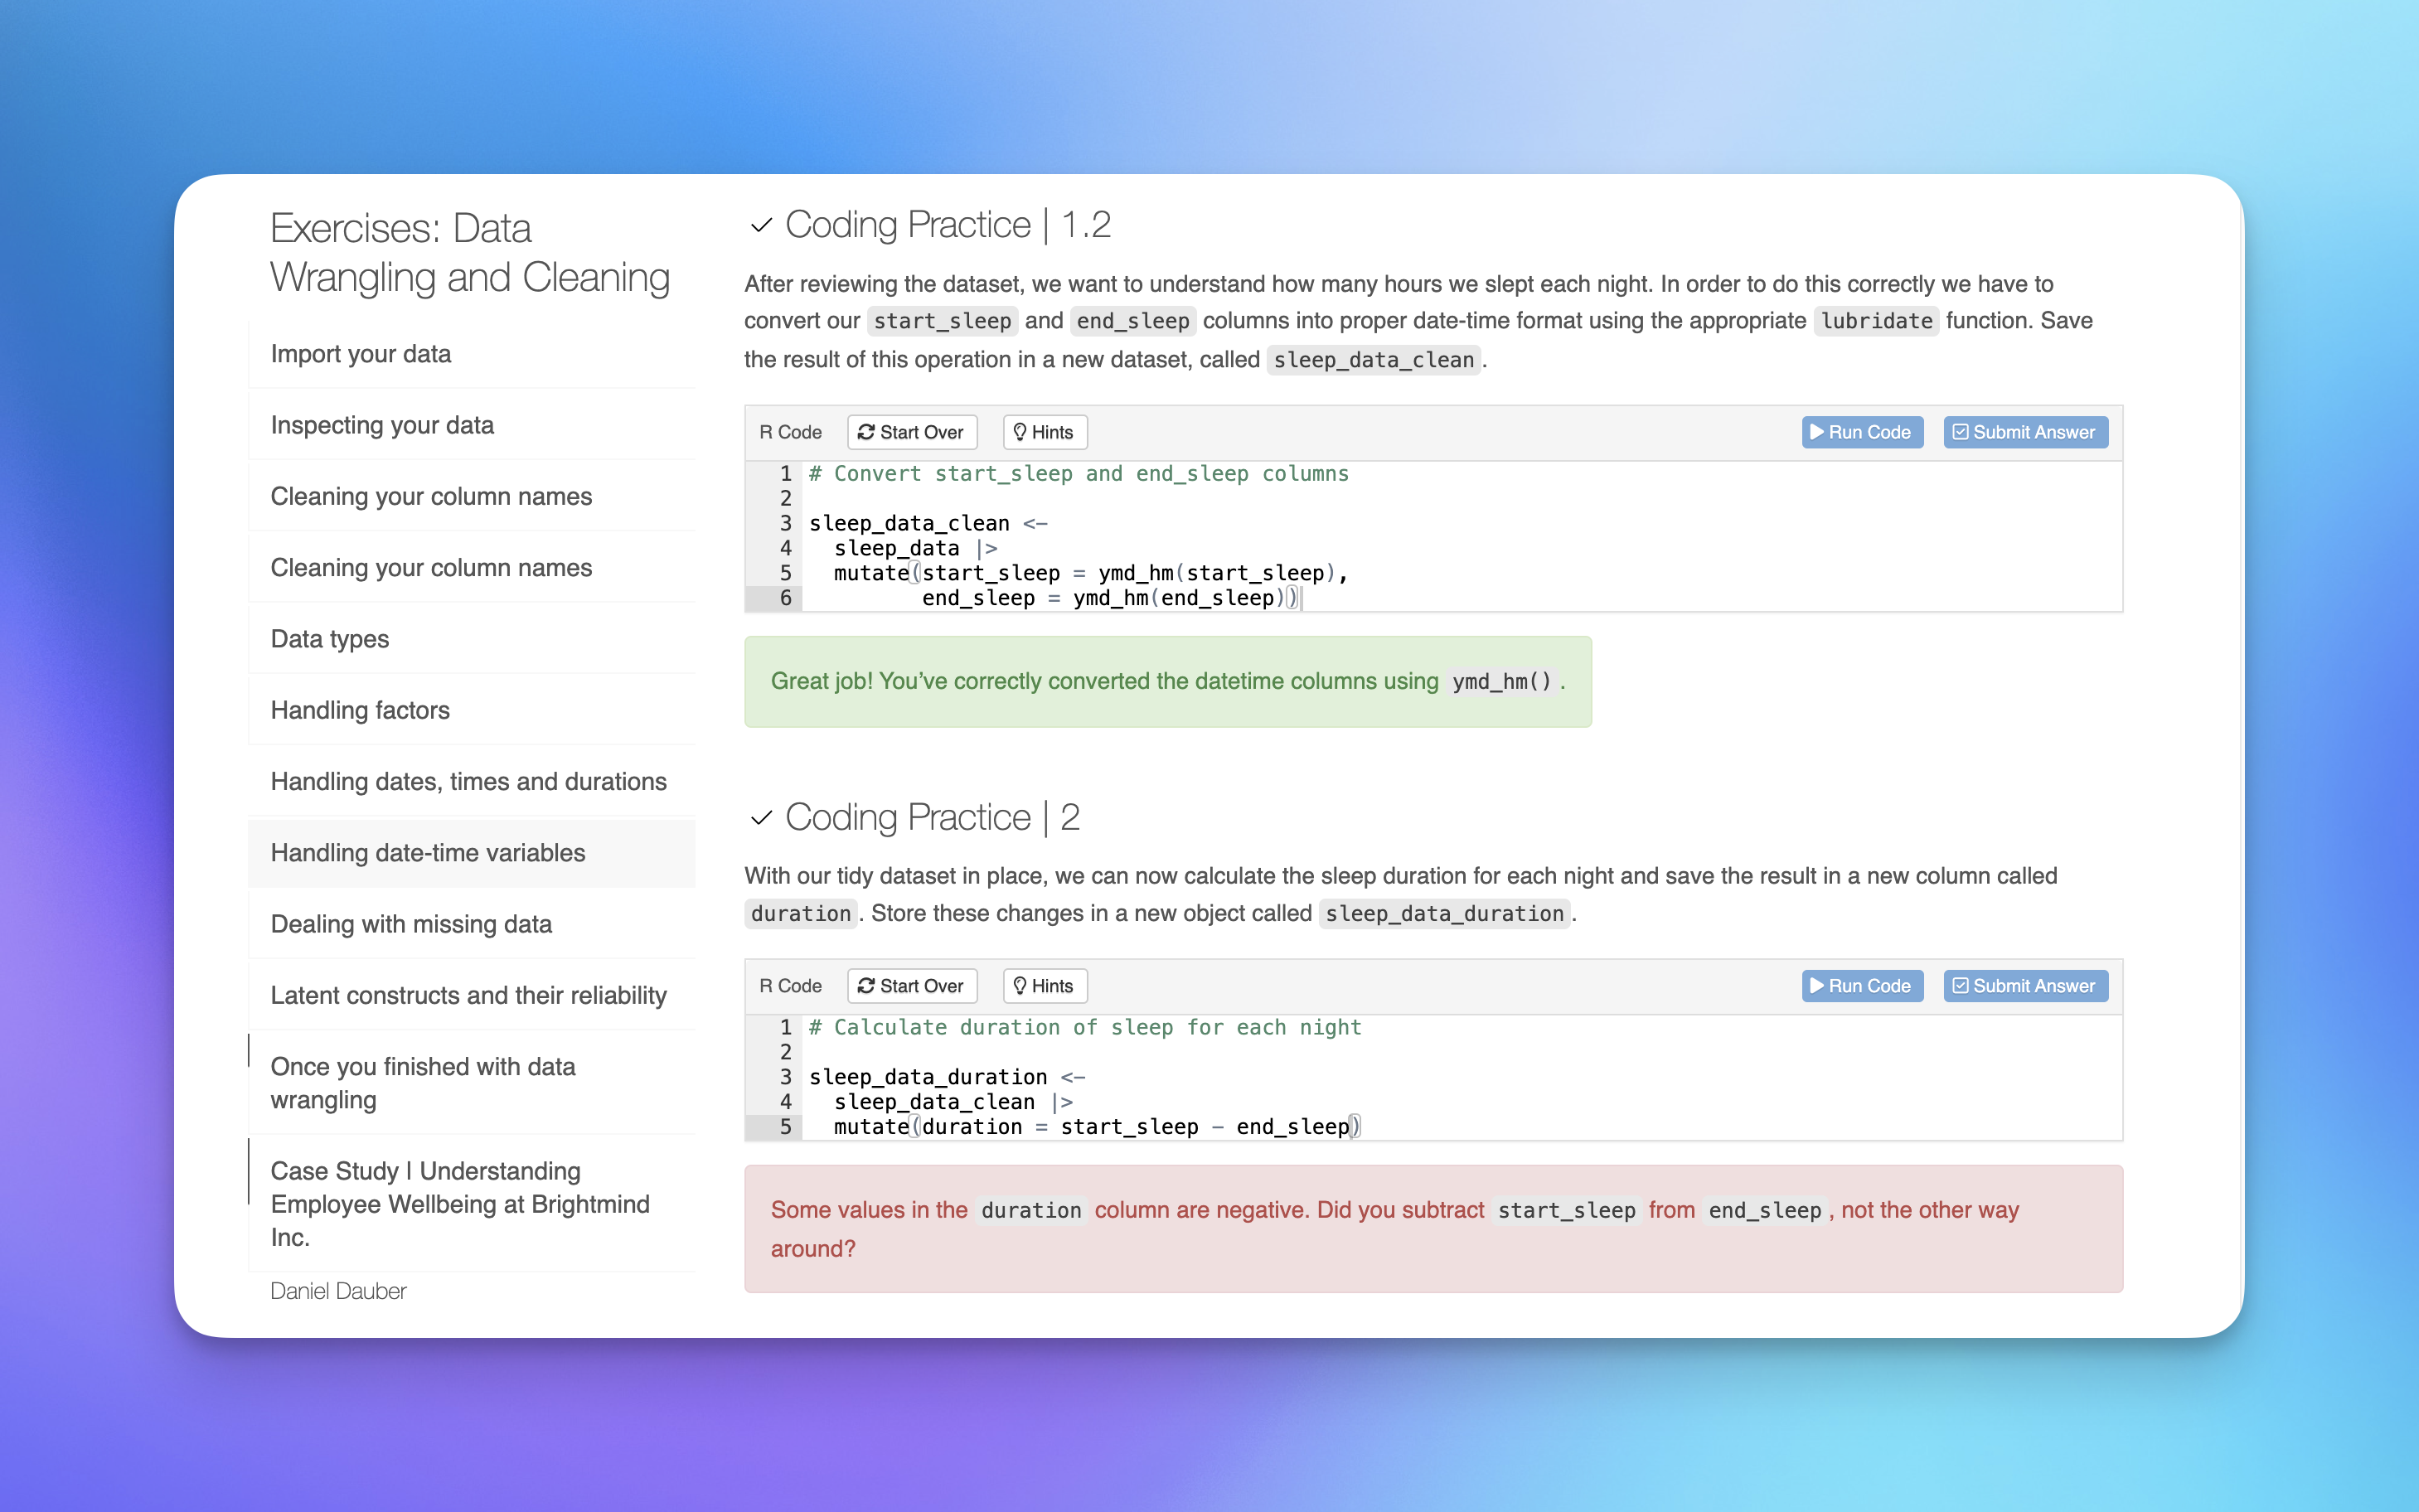 Exercises: Data
Wrangling and Cleaning
Import your data
Inspecting your data
Cleaning your column names
Cleaning your column names
Data types
Handling factors
Handling dates, times and durations
Handling date-time variables
Dealing with missing data
Latent constructs and their reliability
Once you finished with data
wrangling
Case Study | Understanding
Employee Wellbeing at Brightmind
Inc.
Daniel Dauber
Coding Practice | 1.2
After reviewing the dataset, we want to understand how many hours we slept each night. In order to do this correctly we have to
convert our start_sleep and end_sleep columns into proper date-time format using the appropriate lubridate function. Save
the result of this operation in a new dataset, called sleep_data_clean.
R Code Start Over Hints Run Code Submit Answer
1 # Convert start_sleep and end_sleep columns
2
3 sleep_data_clean <-
4   sleep_data |>
5   mutate(start_sleep = ymd_hm(start_sleep),
6          end_sleep = ymd_hm(end_sleep))
Great job! You’ve correctly converted the datetime columns using ymd_hm().
Coding Practice | 2
With our tidy dataset in place, we can now calculate the sleep duration for each night and save the result in a new column called
duration. Store these changes in a new object called sleep_data_duration.
R Code Start Over Hints Run Code Submit Answer
1 # Calculate duration of sleep for each night
2
3 sleep_data_duration <-
4   sleep_data_clean |>
5   mutate(duration = start_sleep - end_sleep)
Some values in the duration column are negative. Did you subtract start_sleep from end_sleep, not the other way
around?